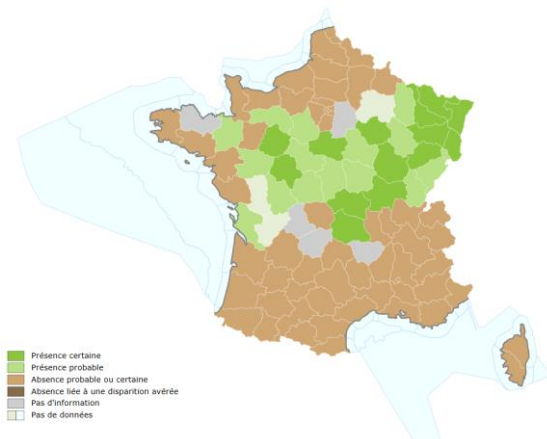 Présence certaine
Présence probable
Absence probable ou certaine
Absence liée à une disparition avérée
Pas d'information
Pas de données